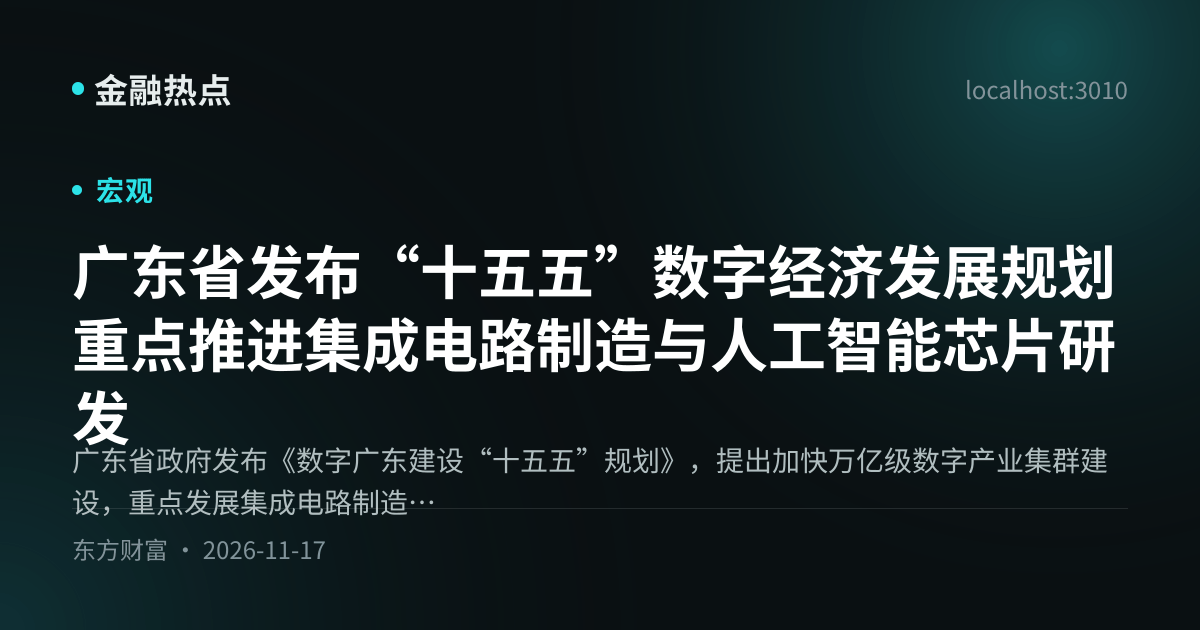 金融热点
localhost:3010
宏观
广东省发布“十五五”数字经济发展规划
重点推进集成电路制造与人工智能芯片研
发
广东省政府发布《数字广东建设“十五五”规划》，提出加快万亿级数字产业集群建
设，重点发展集成电路制造…
东方财富 • 2026-11-17